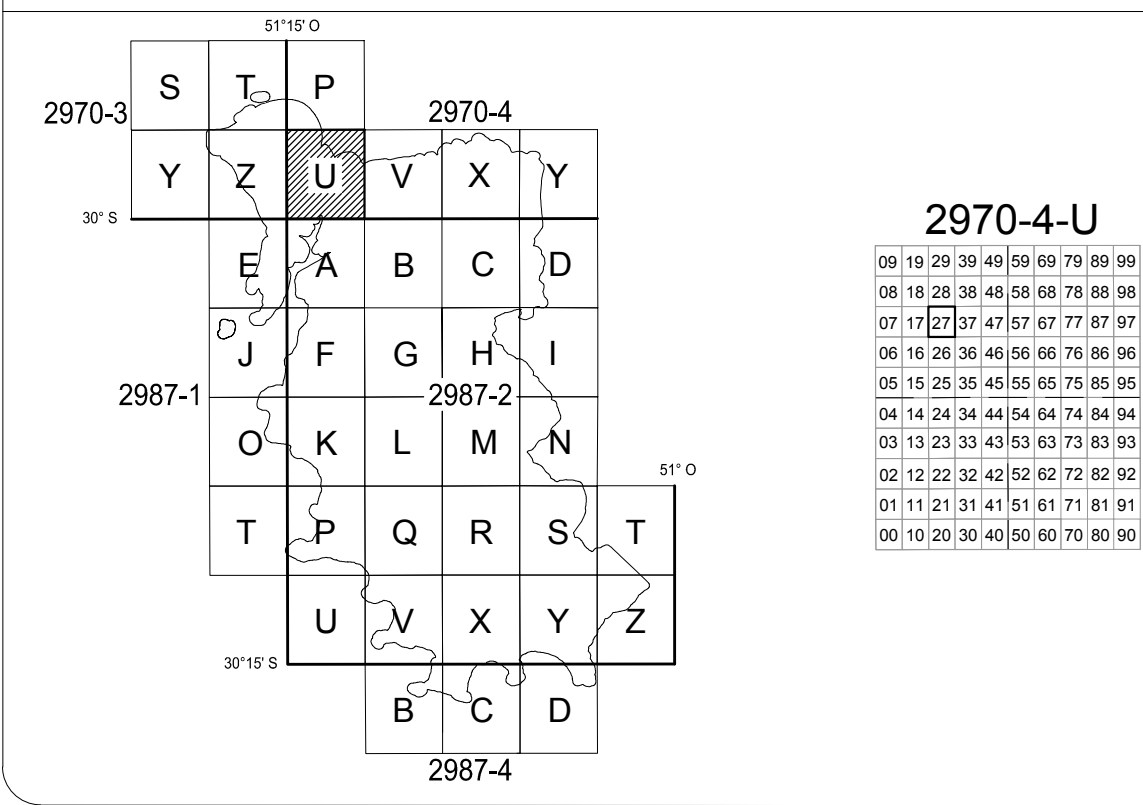 51°15' O
S T P
2970-3 2970-4
Y Z U V X Y
30° S
E A B C D
J F G H I
2987-1 2987-2
O K L M N
51° O
T P Q R S T
U V X Y Z
30°15' S
B C D
2987-4
2970-4-U
09 19 29 39 49 59 69 79 89 99
08 18 28 38 48 58 68 78 88 98
07 17 27 37 47 57 67 77 87 97
06 16 26 36 46 56 66 76 86 96
05 15 25 35 45 55 65 75 85 95
04 14 24 34 44 54 64 74 84 94
03 13 23 33 43 53 63 73 83 93
02 12 22 32 42 52 62 72 82 92
01 11 21 31 41 51 61 71 81 91
00 10 20 30 40 50 60 70 80 90